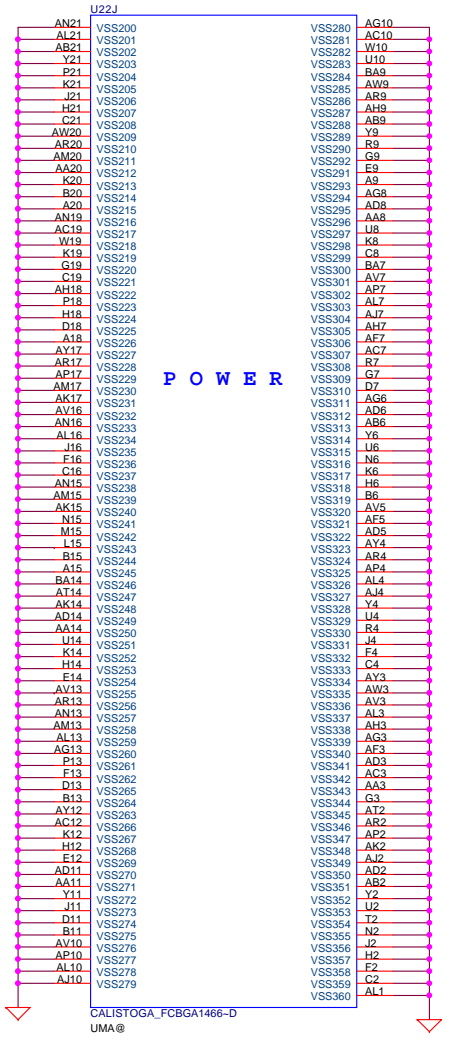 U22J
AN21 VSS200 VSS280 AG10
AL21 VSS201 VSS281 AC10
AB21 VSS202 VSS282 W10
Y21 VSS203 VSS283 U10
P21 VSS204 VSS284 BA9
K21 VSS205 VSS285 AW9
J21 VSS206 VSS286 AR9
H21 VSS207 VSS287 AH9
C21 VSS208 VSS288 AB9
AW20 VSS209 VSS289 Y9
AR20 VSS210 VSS290 R9
AM20 VSS211 VSS292 G9
AA20 VSS212 VSS291 E9
K20 VSS213 VSS293 A9
B20 VSS214 VSS294 AG8
A20 VSS215 VSS295 AD8
AN19 VSS216 VSS296 AA8
AC19 VSS217 VSS297 U8
W19 VSS218 VSS298 K8
K19 VSS219 VSS299 C8
G19 VSS220 VSS300 BA7
C19 VSS221 VSS301 AV7
AH18 VSS222 VSS302 AP7
P18 VSS223 VSS303 AL7
H18 VSS224 VSS304 AJ7
D18 VSS225 VSS305 AH7
A18 VSS226 VSS306 AF7
AY17 VSS227 VSS307 AC7
AR17 VSS228 VSS308 R7
AP17 VSS229 P O W E R VSS309 G7
AM17 VSS230 VSS310 D7
AK17 VSS231 VSS311 AG6
AV16 VSS232 VSS312 AD6
AN16 VSS233 VSS313 AB6
AL16 VSS234 VSS314 Y6
J16 VSS235 VSS315 U6
F16 VSS236 VSS316 N6
C16 VSS237 VSS317 K6
AN15 VSS238 VSS318 H6
AM15 VSS239 VSS319 B6
AK15 VSS240 VSS320 AV5
N15 VSS241 VSS321 AF5
M15 VSS242 VSS322 AD5
L15 VSS243 VSS323 AY4
B15 VSS244 VSS324 AR4
A15 VSS245 VSS325 AP4
BA14 VSS246 VSS326 AL4
AT14 VSS247 VSS327 AJ4
AK14 VSS248 VSS328 Y4
AD14 VSS249 VSS329 U4
AA14 VSS250 VSS330 R4
U14 VSS251 VSS331 J4
K14 VSS252 VSS332 F4
H14 VSS253 VSS333 C4
E14 VSS254 VSS334 AY3
AV13 VSS255 VSS335 AW3
AR13 VSS256 VSS336 AV3
AN13 VSS257 VSS337 AL3
AM13 VSS258 VSS338 AH3
AL13 VSS259 VSS339 AG3
AG13 VSS260 VSS340 AF3
P13 VSS261 VSS341 AD3
F13 VSS262 VSS342 AC3
D13 VSS263 VSS343 AA3
B13 VSS264 VSS344 G3
AY12 VSS265 VSS345 AT2
AC12 VSS266 VSS346 AR2
K12 VSS267 VSS347 AP2
H12 VSS268 VSS348 AK2
E12 VSS269 VSS349 AJ2
AD11 VSS270 VSS350 AD2
AA11 VSS271 VSS351 AB2
Y11 VSS272 VSS352 Y2
J11 VSS273 VSS353 U2
D11 VSS274 VSS354 T2
B11 VSS275 VSS355 N2
AV10 VSS276 VSS356 J2
AP10 VSS277 VSS357 H2
AL10 VSS278 VSS358 F2
AJ10 VSS279 VSS359 C2
VSS360 AL1
CALISTOGA_FCBGA1466~D
UMA@